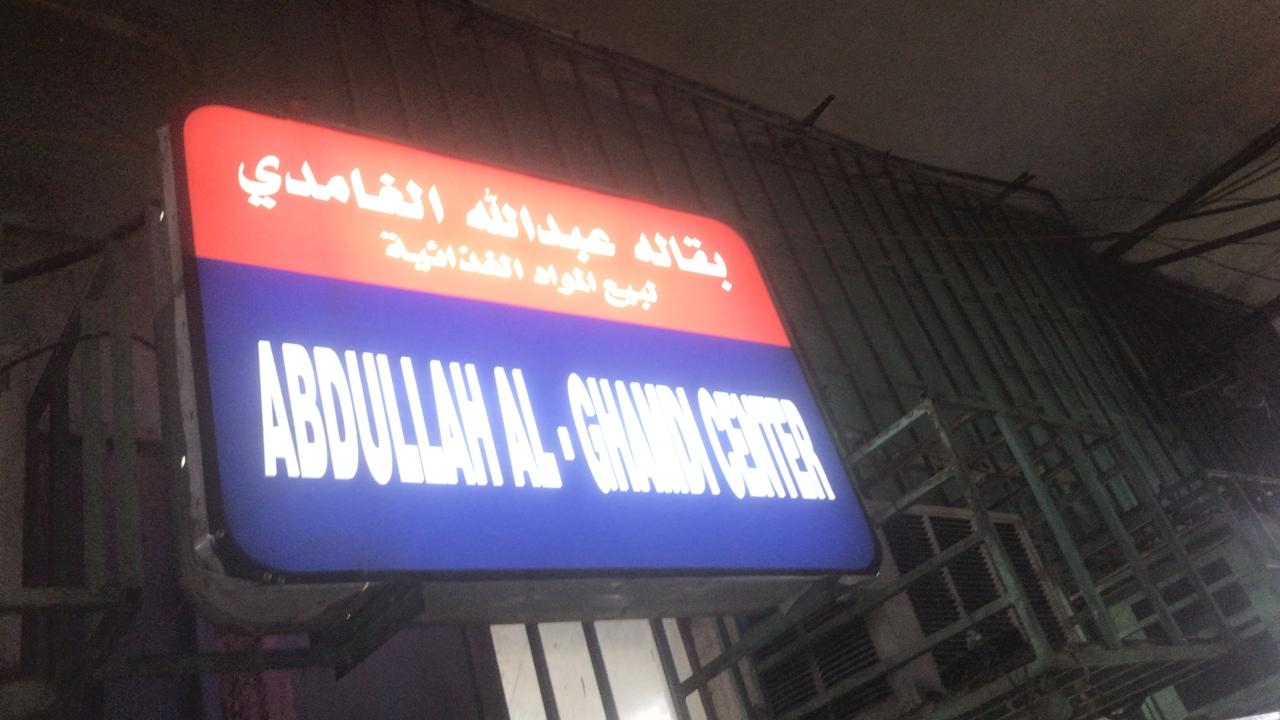 بقاله عبدالله الغامدي
لبيع المواد الغذائية
ABDULLAH AL - GHAMDI CENTER